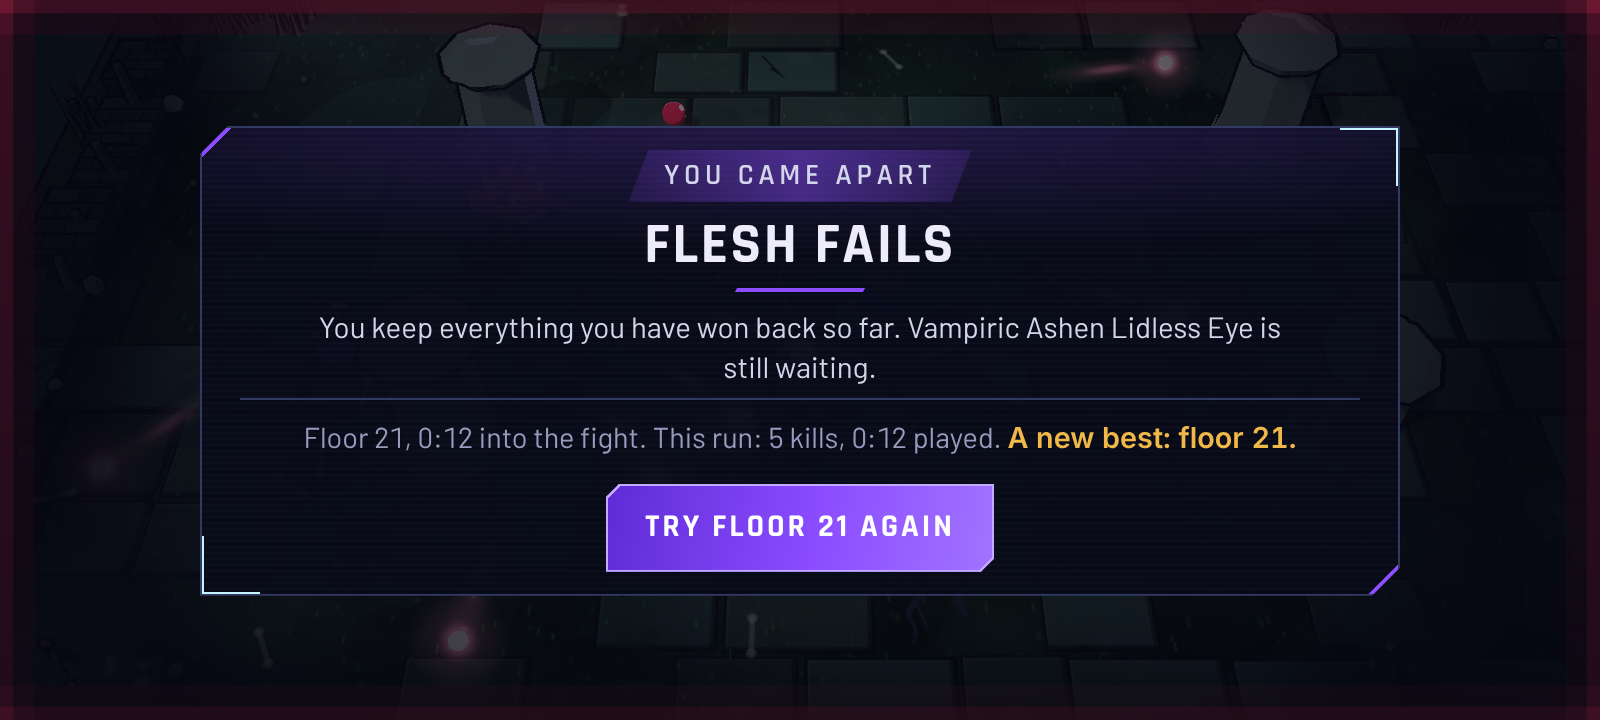 YOU CAME APART
FLESH FAILS
You keep everything you have won back so far. Vampiric Ashen Lidless Eye is
still waiting.
Floor 21, 0:12 into the fight. This run: 5 kills, 0:12 played. A new best: floor 21.
TRY FLOOR 21 AGAIN